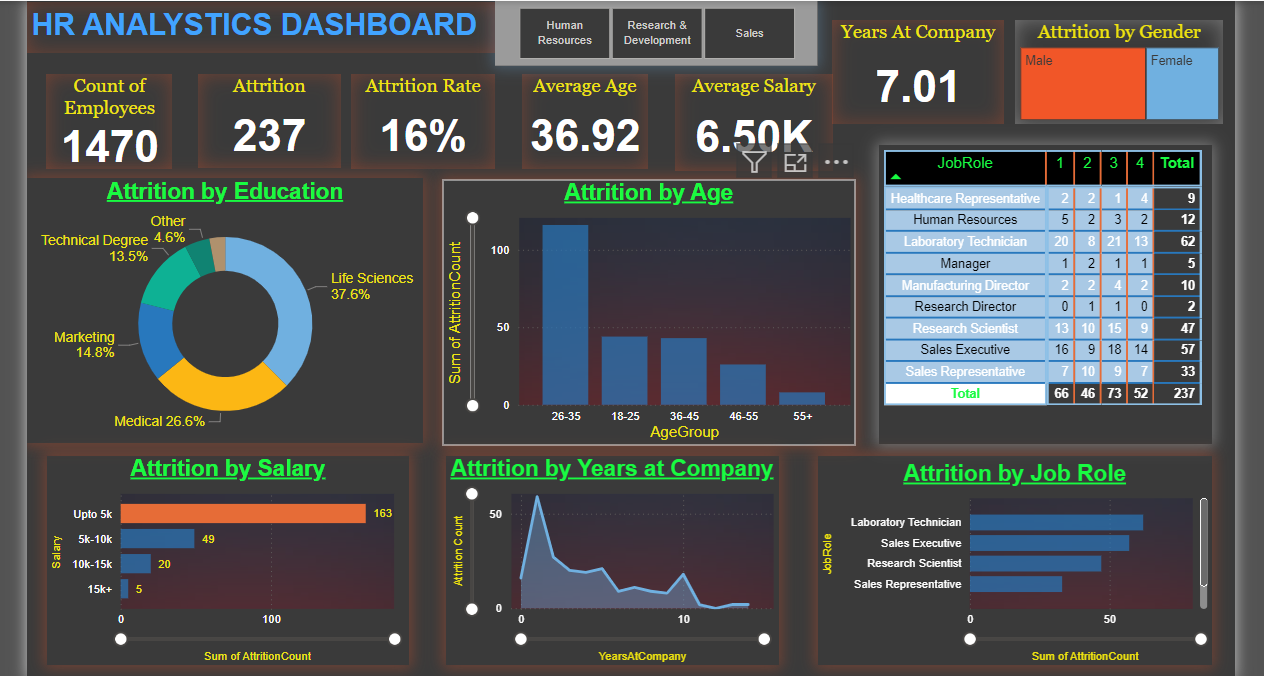 HR ANALYSTICS DASHBOARD
Human
Resources
Research &
Development
Sales
Years At Company
7.01
Attrition by Gender
Male
Female
Count of
Employees
1470
Attrition
237
Attrition Rate
16%
Average Age
36.92
Average Salary
6.50K
Attrition by Education
Other
4.6%
Technical Degree
13.5%
Life Sciences
37.6%
Marketing
14.8%
Medical 26.6%
Attrition by Age
Sum of AttritionCount
100
50
0
26-35 18-25 36-45 46-55 55+
AgeGroup
JobRole 1 2 3 4 Total
Healthcare Representative 2 2 1 4 9
Human Resources 5 2 3 2 12
Laboratory Technician 20 8 21 13 62
Manager 1 2 1 1 5
Manufacturing Director 2 2 4 2 10
Research Director 0 1 1 0 2
Research Scientist 13 10 15 9 47
Sales Executive 16 9 18 14 57
Sales Representative 7 10 9 7 33
Total 66 46 73 52 237
Attrition by Salary
Salary
Upto 5k 163
5k-10k 49
10k-15k 20
15k+ 5
0 100
Sum of AttritionCount
Attrition by Years at Company
Attrition Count
50
0
0 10
YearsAtCompany
Attrition by Job Role
JobRole
Laboratory Technician
Sales Executive
Research Scientist
Sales Representative
0 50
Sum of AttritionCount